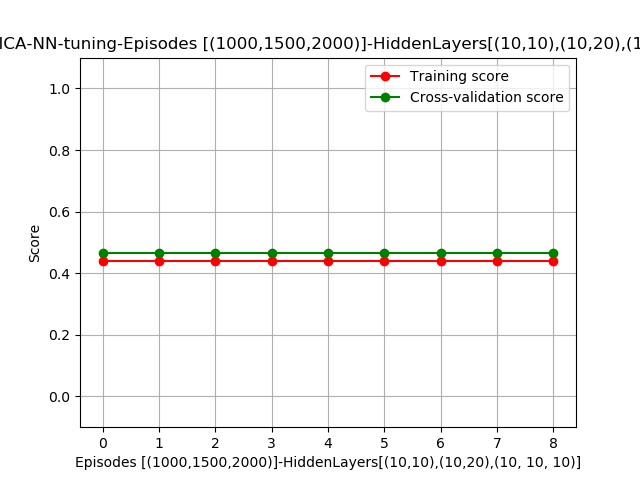 ICA-NN-tuning-Episodes [(1000,1500,2000)]-HiddenLayers[(10,10),(10,20),(1
Training score
Cross-validation score
1.0
0.8
0.6
0.4
0.2
0.0
Score
0 1 2 3 4 5 6 7 8
Episodes [(1000,1500,2000)]-HiddenLayers[(10,10),(10,20),(10, 10, 10)]